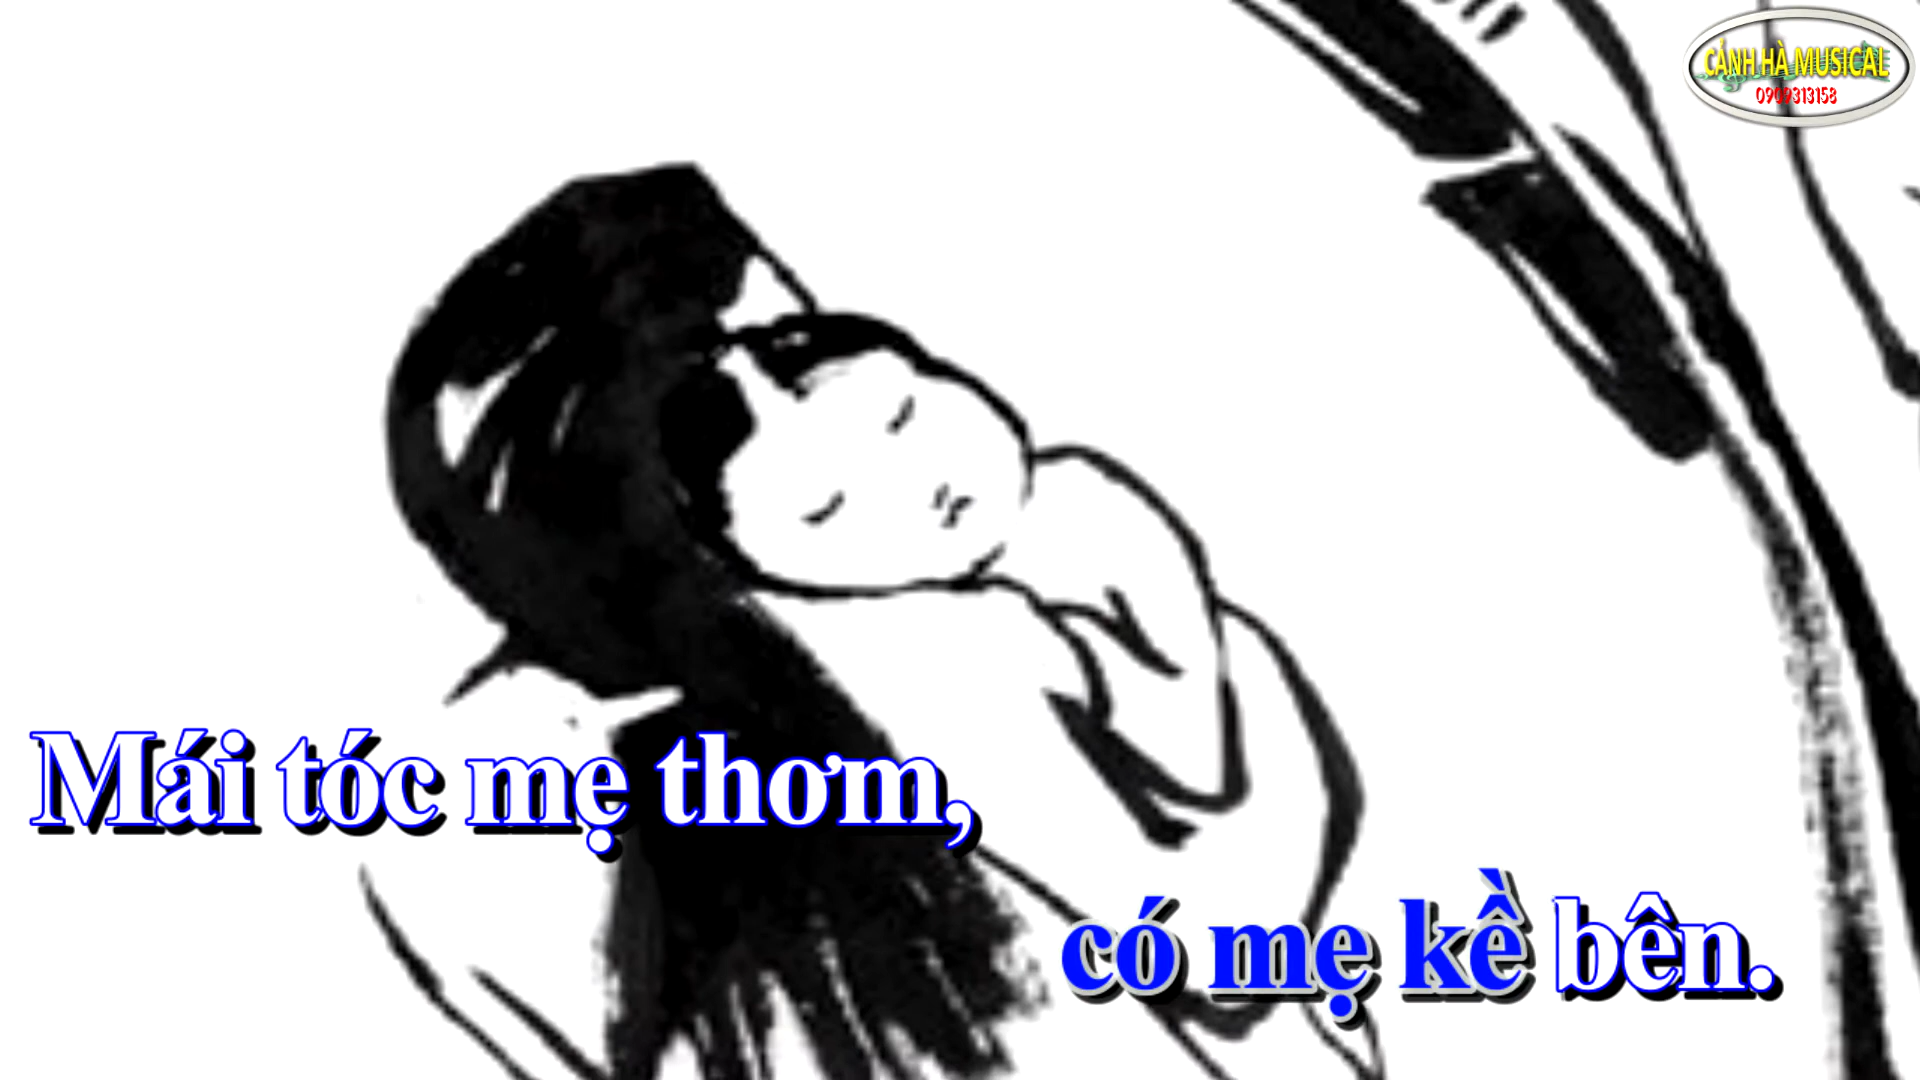 CẢNH HÀ MUSICAL
0909313158
Mái tóc mẹ thơm,
có mẹ kề bên.